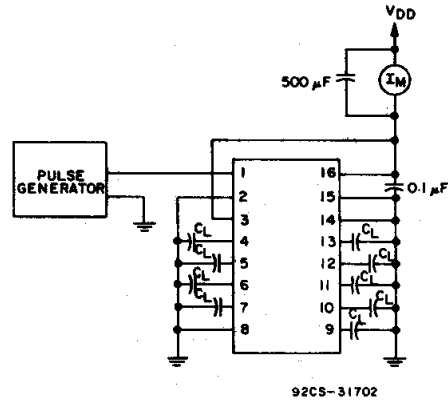 VDD
500 µF
IM
PULSE
GENERATOR
1
16
0.1 µF
2
15
3
14
CL
4
13
CL
CL
5
12
CL
CL
6
11
CL
CL
7
10
CL
8
9
CL
92CS-31702